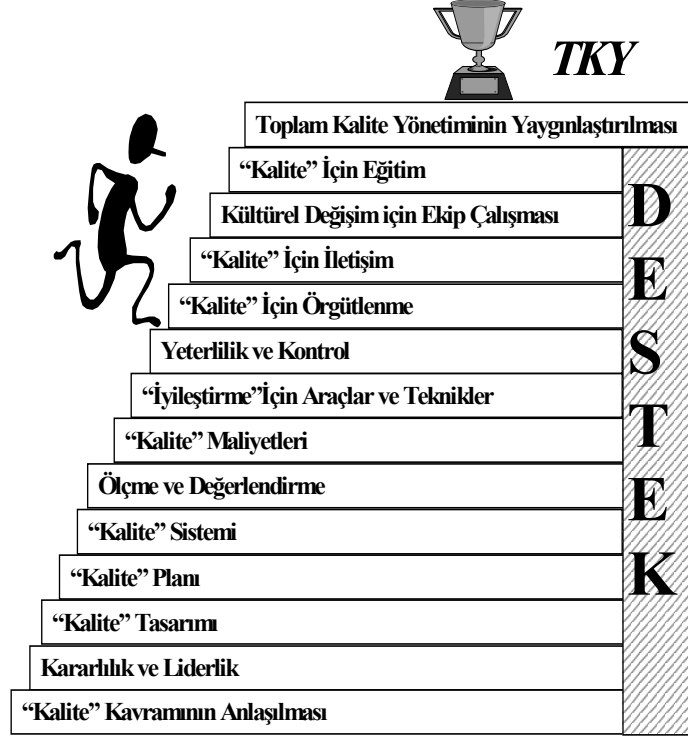 TKY
Toplam Kalite Yönetiminin Yaygınlaştırılması
“Kalite” İçin Eğitim
Kültürel Değişim için Ekip Çalışması
“Kalite” İçin İletişim
“Kalite” İçin Örgütlenme
Yeterlilik ve Kontrol
“İyileştirme”İçin Araçlar ve Teknikler
“Kalite” Maliyetleri
Ölçme ve Değerlendirme
“Kalite” Sistemi
“Kalite” Planı
“Kalite” Tasarımı
Kararlılık ve Liderlik
“Kalite” Kavramının Anlaşılması
DESTEK